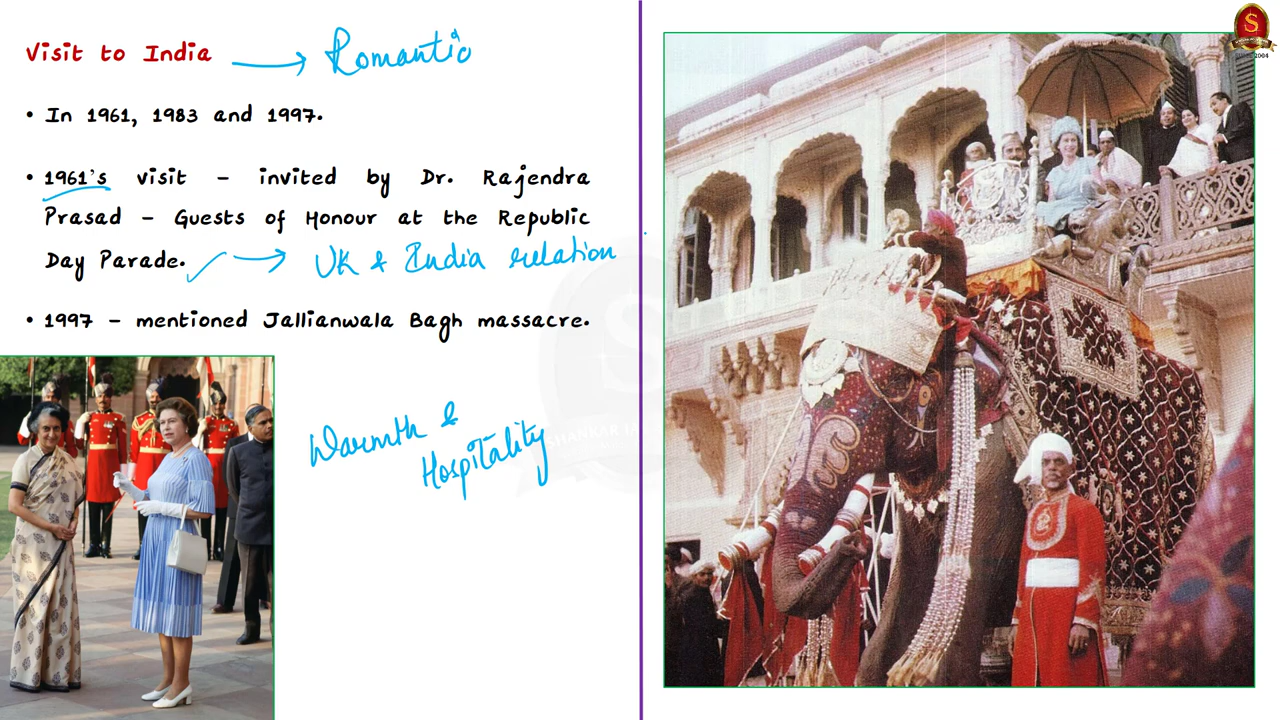 Visit to India → Romantic
• In 1961, 1983 and 1997.
• 1961's visit – invited by Dr. Rajendra
Prasad – Guests of Honour at the Republic
Day Parade. → UK & India relation
• 1997 – mentioned Jallianwala Bagh massacre.
Warmth &
Hospitality
S